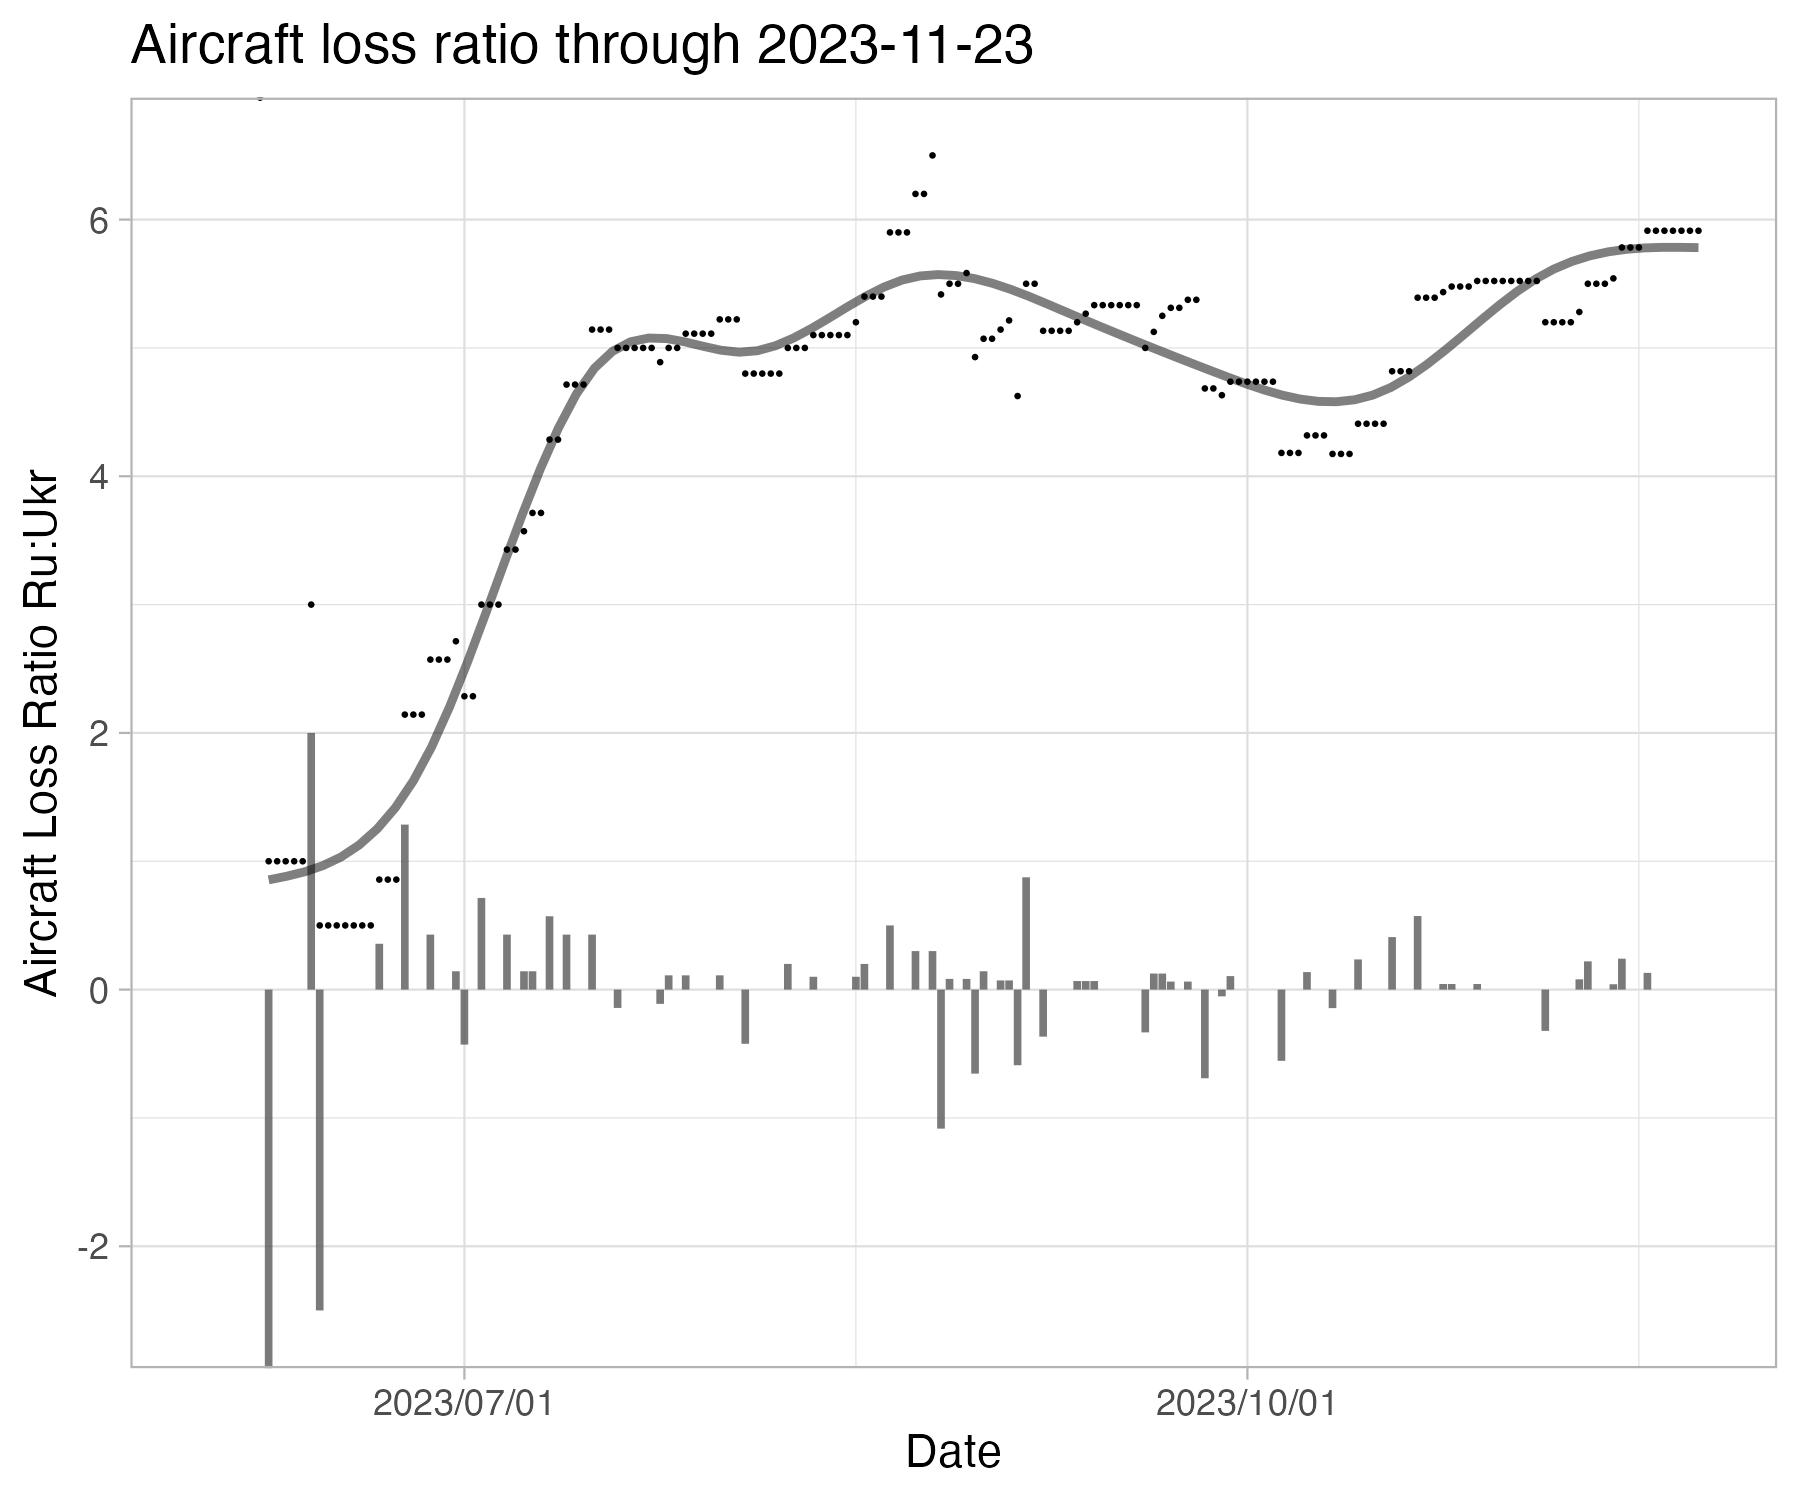 Aircraft loss ratio through 2023-11-23
Aircraft Loss Ratio Ru:Ukr
6
4
2
0
-2
2023/07/01
2023/10/01
Date